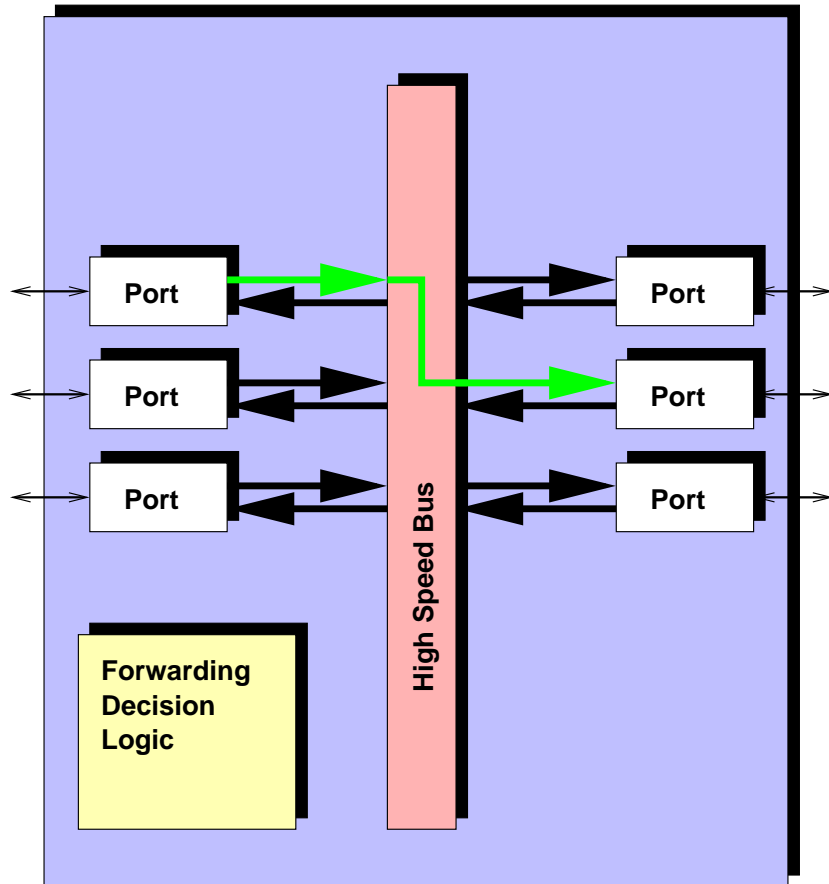 Port
Port
Port
Port
Port
Port
High Speed Bus
Forwarding
Decision
Logic